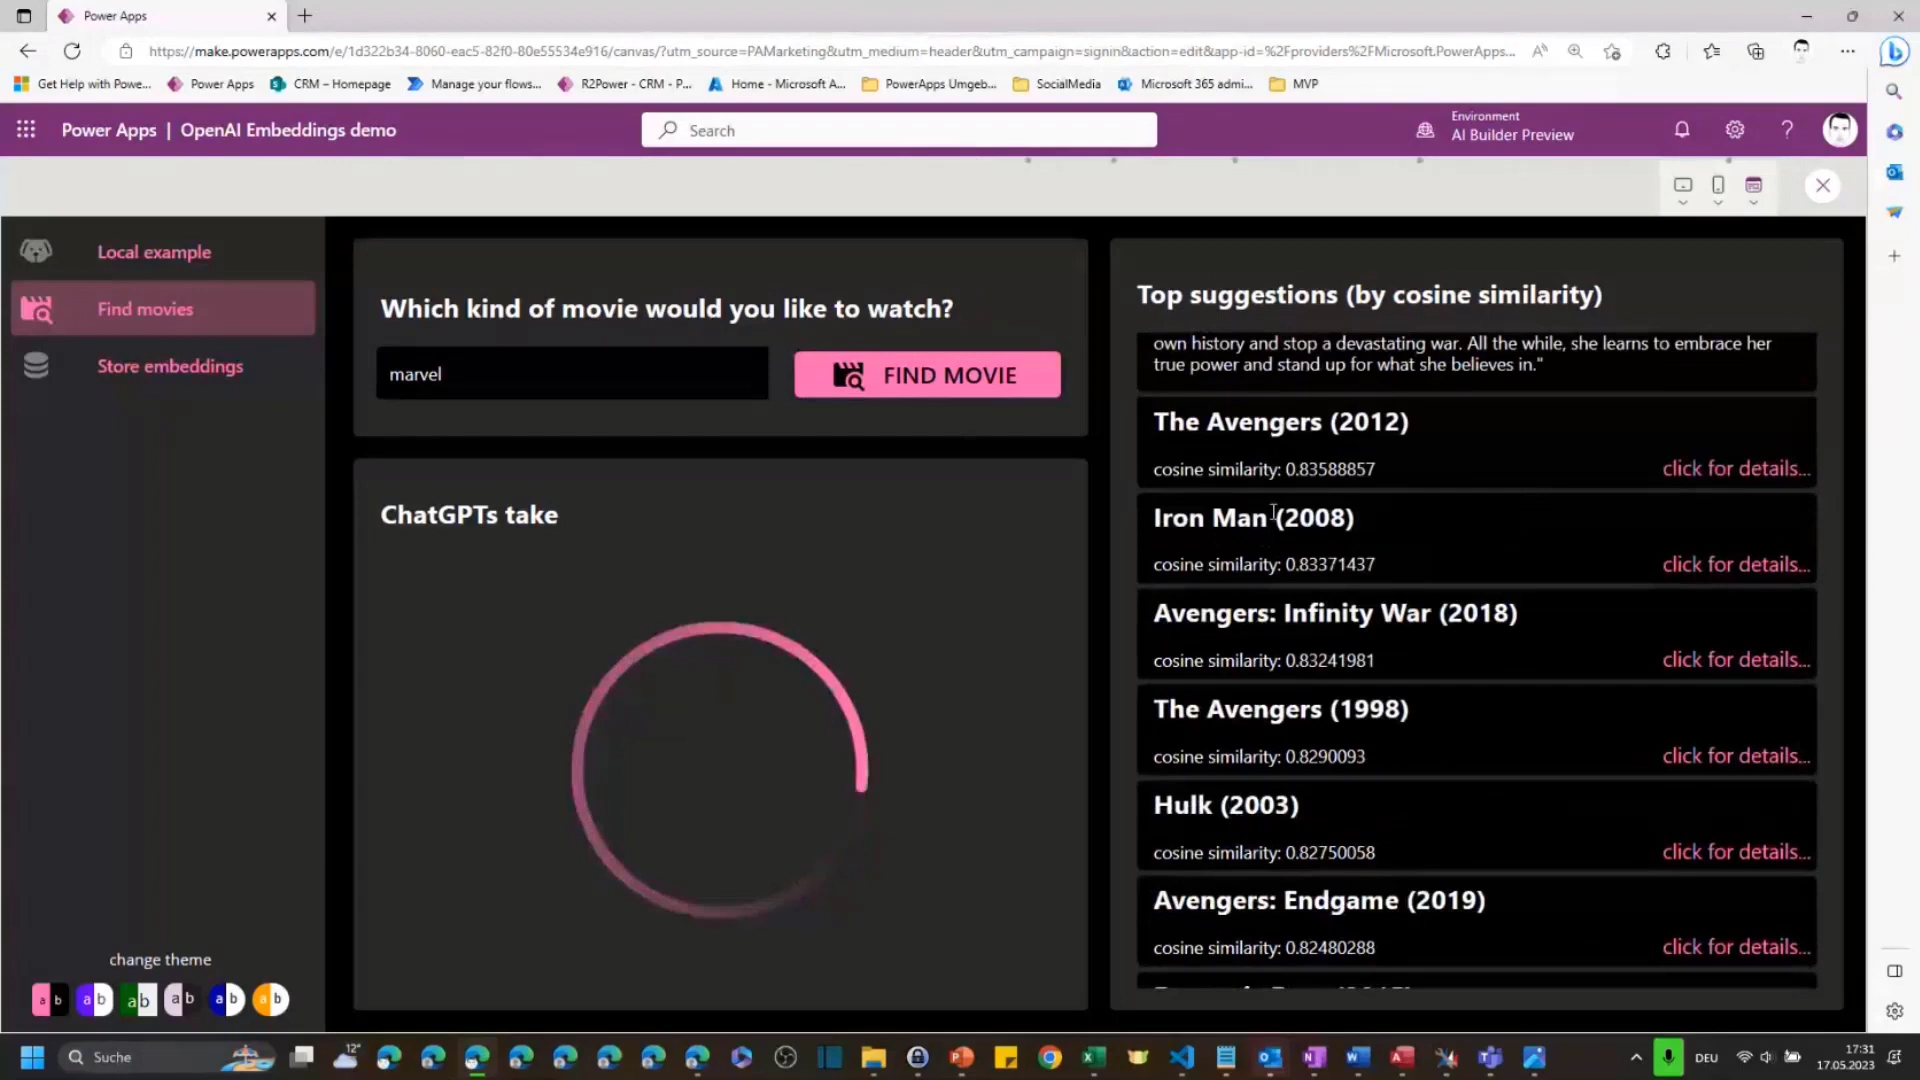 Power Apps
https://make.powerapps.com/e/1d322b34-8060-eac5-82f0-80e55534e916/canvas/?utm_source=PAMarketing&utm_medium=header&utm_campaign=signin&action=edit&app-id=%2Fproviders%2FMicrosoft.PowerApps...
Get Help with Powe... Power Apps CRM – Homepage Manage your flows... R2Power - CRM - P... Home - Microsoft A... PowerApps Umgeb... SocialMedia Microsoft 365 admi... MVP
Power Apps | OpenAI Embeddings demo
Search
Environment
AI Builder Preview
Local example
Find movies
Store embeddings
Which kind of movie would you like to watch?
marvel
FIND MOVIE
ChatGPTs take
Top suggestions (by cosine similarity)
own history and stop a devastating war. All the while, she learns to embrace her
true power and stand up for what she believes in."
The Avengers (2012)
cosine similarity: 0.83588857 click for details...
Iron Man (2008)
cosine similarity: 0.83371437 click for details...
Avengers: Infinity War (2018)
cosine similarity: 0.83241981 click for details...
The Avengers (1998)
cosine similarity: 0.8290093 click for details...
Hulk (2003)
cosine similarity: 0.82750058 click for details...
Avengers: Endgame (2019)
cosine similarity: 0.82480288 click for details...
change theme
a b a b a b a b a b a b
Suche
12°
DEU
17:31
17.05.2023